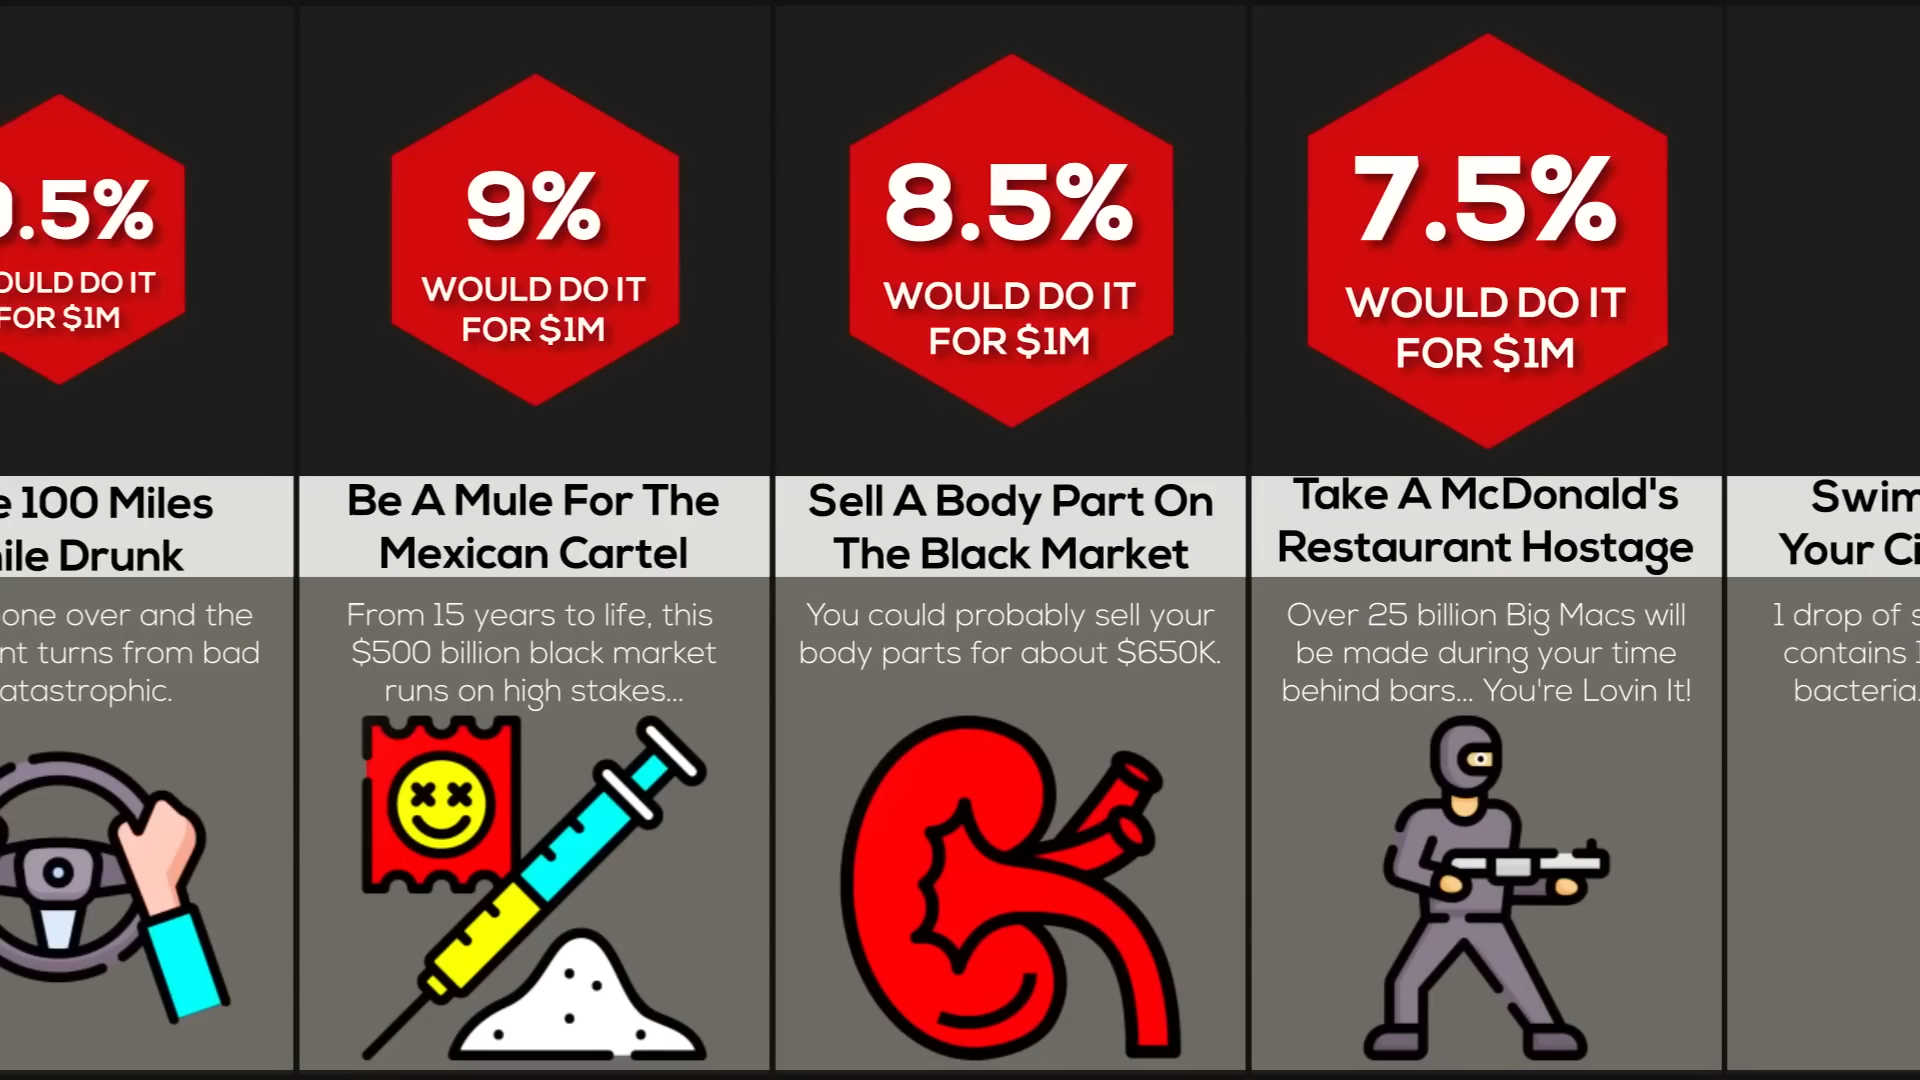 .5%
WOULD DO IT
FOR $1M
100 Miles
Drunk
one over and the
turns from bad
9%
WOULD DO IT
FOR $1M
Be A Mule For The
Mexican Cartel
From 15 years to life, this
$500 billion black market
runs on high stakes...
8.5%
WOULD DO IT
FOR $1M
Sell A Body Part On
The Black Market
You could probably sell your
body parts for about $650K.
7.5%
WOULD DO IT
FOR $1M
Take A McDonald's
Restaurant Hostage
Over 25 billion Big Macs will
be made during your time
behind bars... You're Lovin It!
Swim
Your
1 drop of
contains
bacteria.